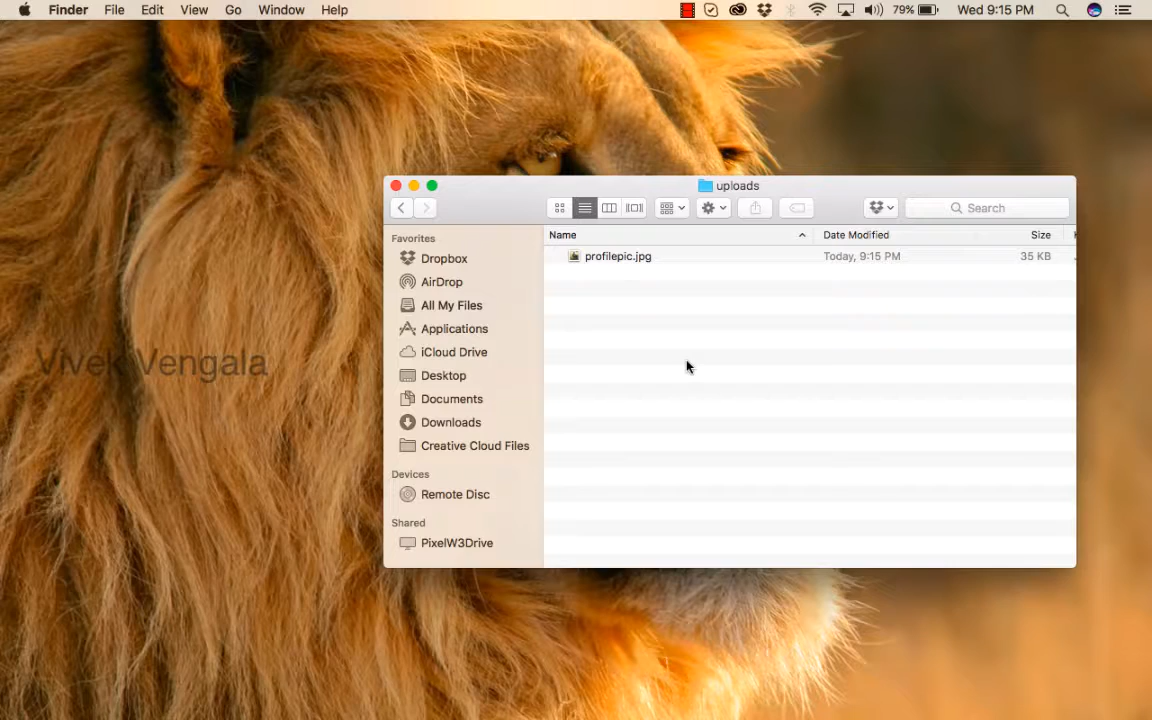 Finder File Edit View Go Window Help 79% Wed 9:15 PM
uploads
Search
Favorites
Name Date Modified Size
Dropbox
profilepic.jpg Today, 9:15 PM 35 KB
AirDrop
All My Files
Applications
iCloud Drive
Vivek Vengala
Desktop
Documents
Downloads
Creative Cloud Files
Devices
Remote Disc
Shared
PixelW3Drive